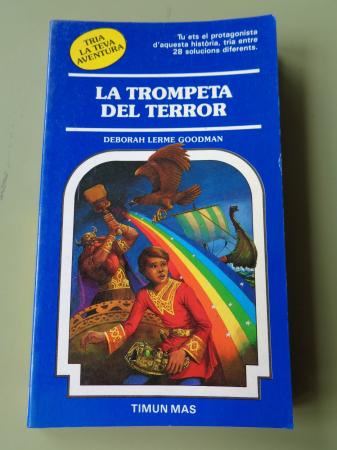 TRIA
LA TEVA
AVENTURA
Tu ets el protagonista
d'aquesta història, tria entre
28 solucions diferents.
LA TROMPETA
DEL TERROR
DEBORAH LERME GOODMAN
TIMUN MAS